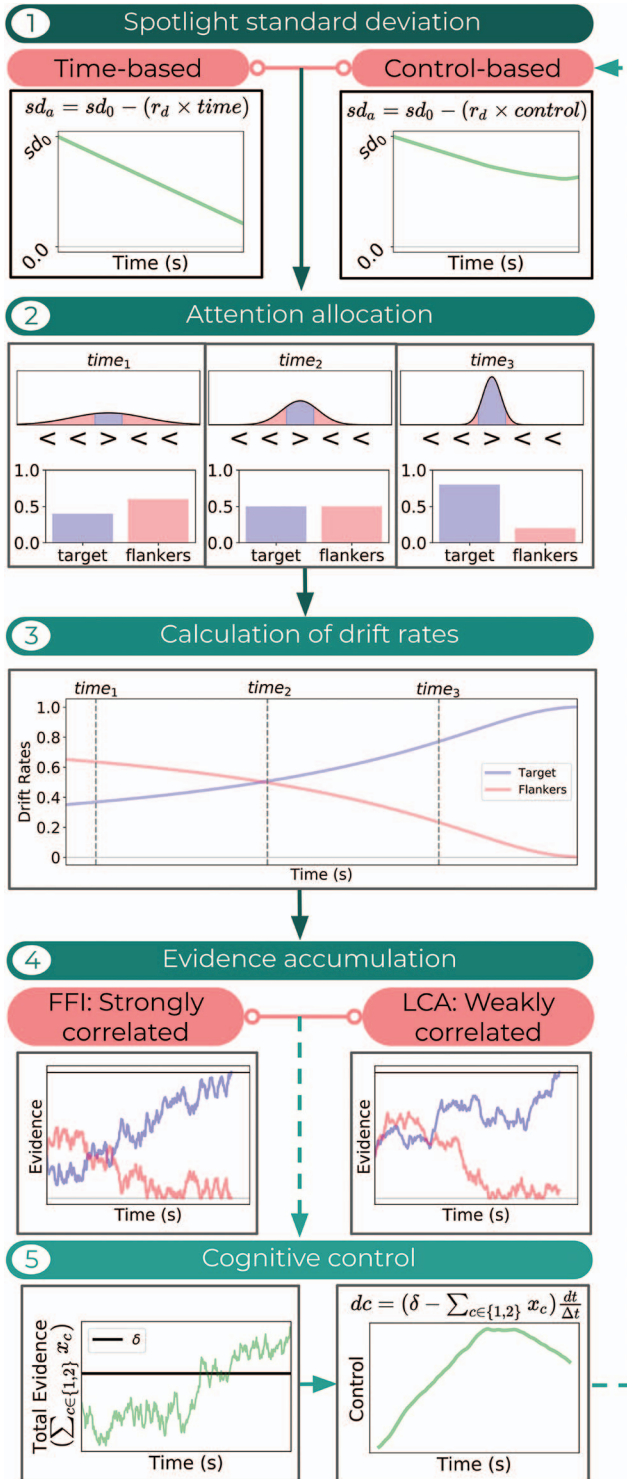 1 Spotlight standard deviation
Time-based
Control-based
sd_a = sd_0 − (r_d × time)
sd_0
0.0
Time (s)
sd_a = sd_0 − (r_d × control)
sd_0
0.0
Time (s)
2 Attention allocation
time_1
< < > < <
1.0
0.5
0.0
target flankers
time_2
< < > < <
1.0
0.5
0.0
target flankers
time_3
< < > < <
1.0
0.5
0.0
target flankers
3 Calculation of drift rates
time_1 time_2 time_3
Drift Rates
1.0
0.8
0.6
0.4
0.2
0
Target
Flankers
Time (s)
4 Evidence accumulation
FFI: Strongly
correlated
LCA: Weakly
correlated
Evidence
Time (s)
Evidence
Time (s)
5 Cognitive control
Total Evidence
(∑_{c∈{1,2}} x_c)
δ
Time (s)
dc = (δ − ∑_{c∈{1,2}} x_c) dt/Δt
Control
Time (s)